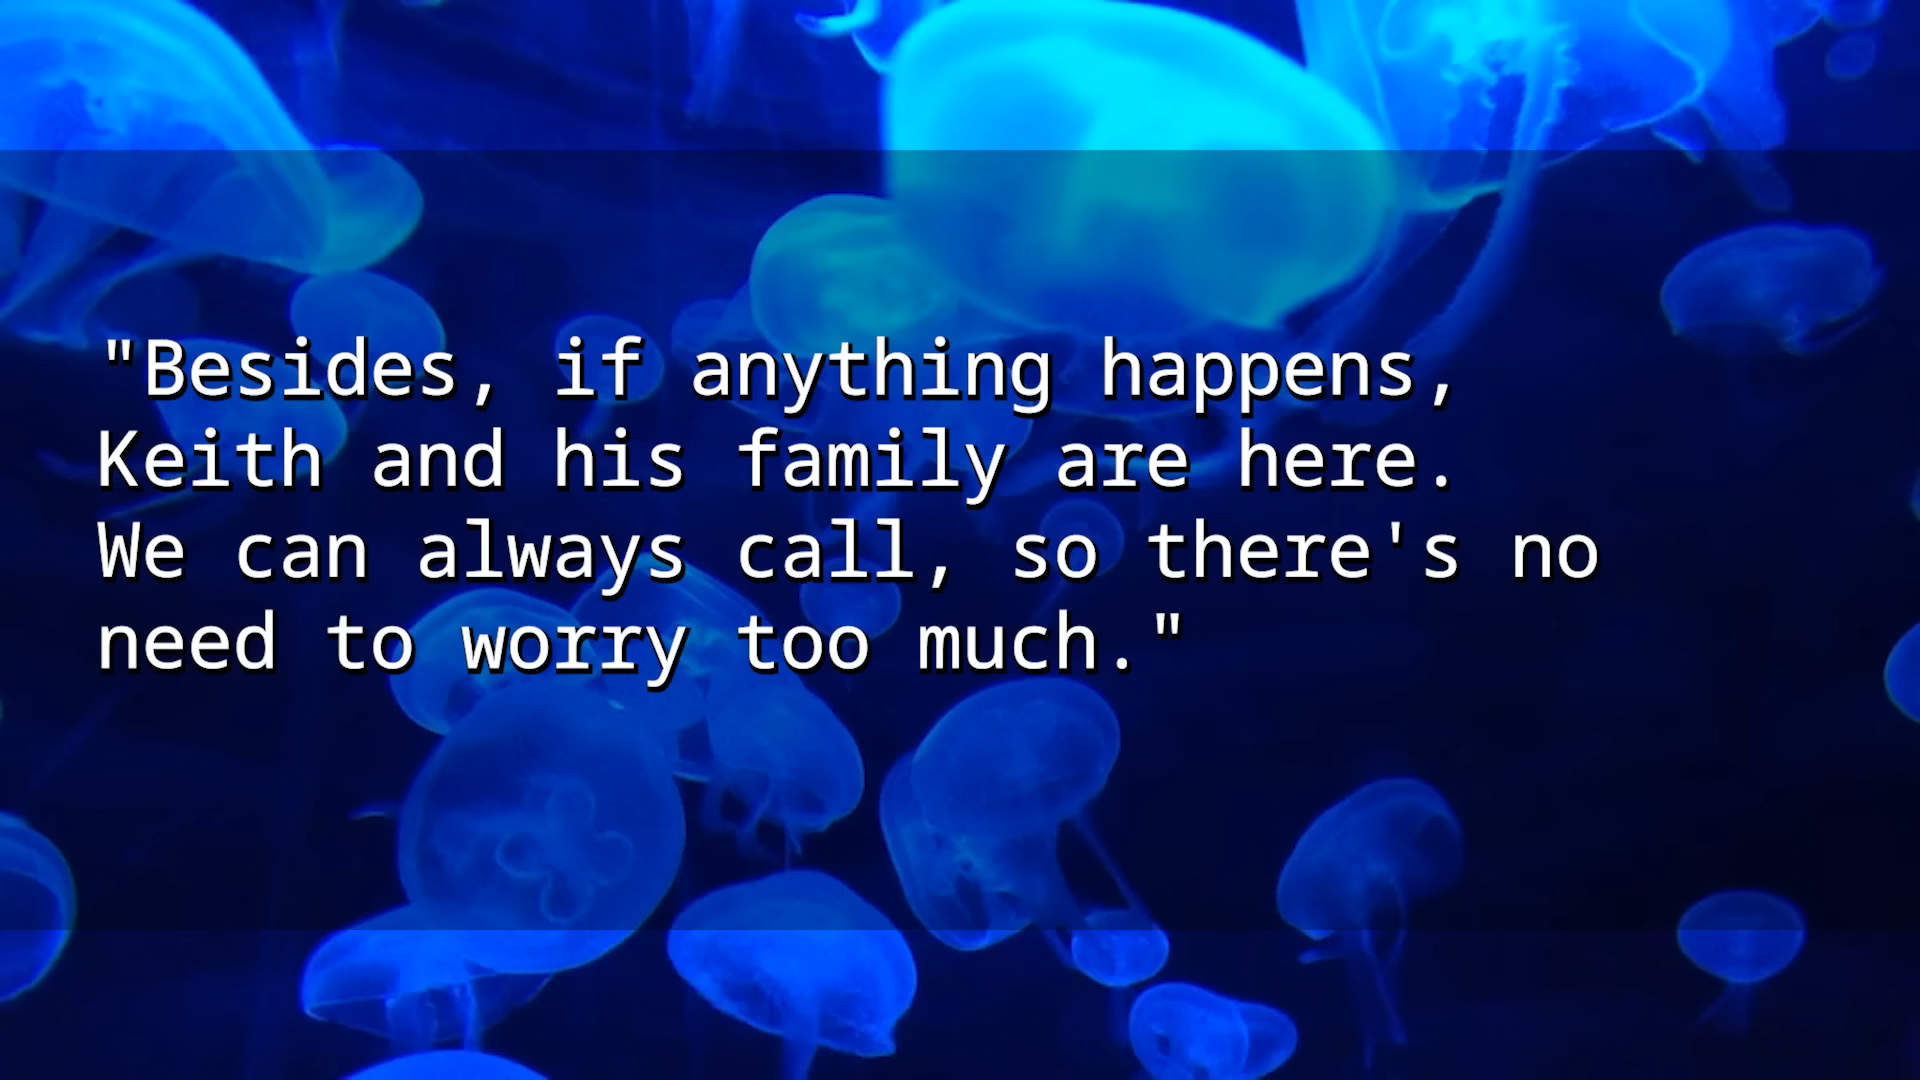 "Besides, if anything happens,
Keith and his family are here.
We can always call, so there's no
need to worry too much."